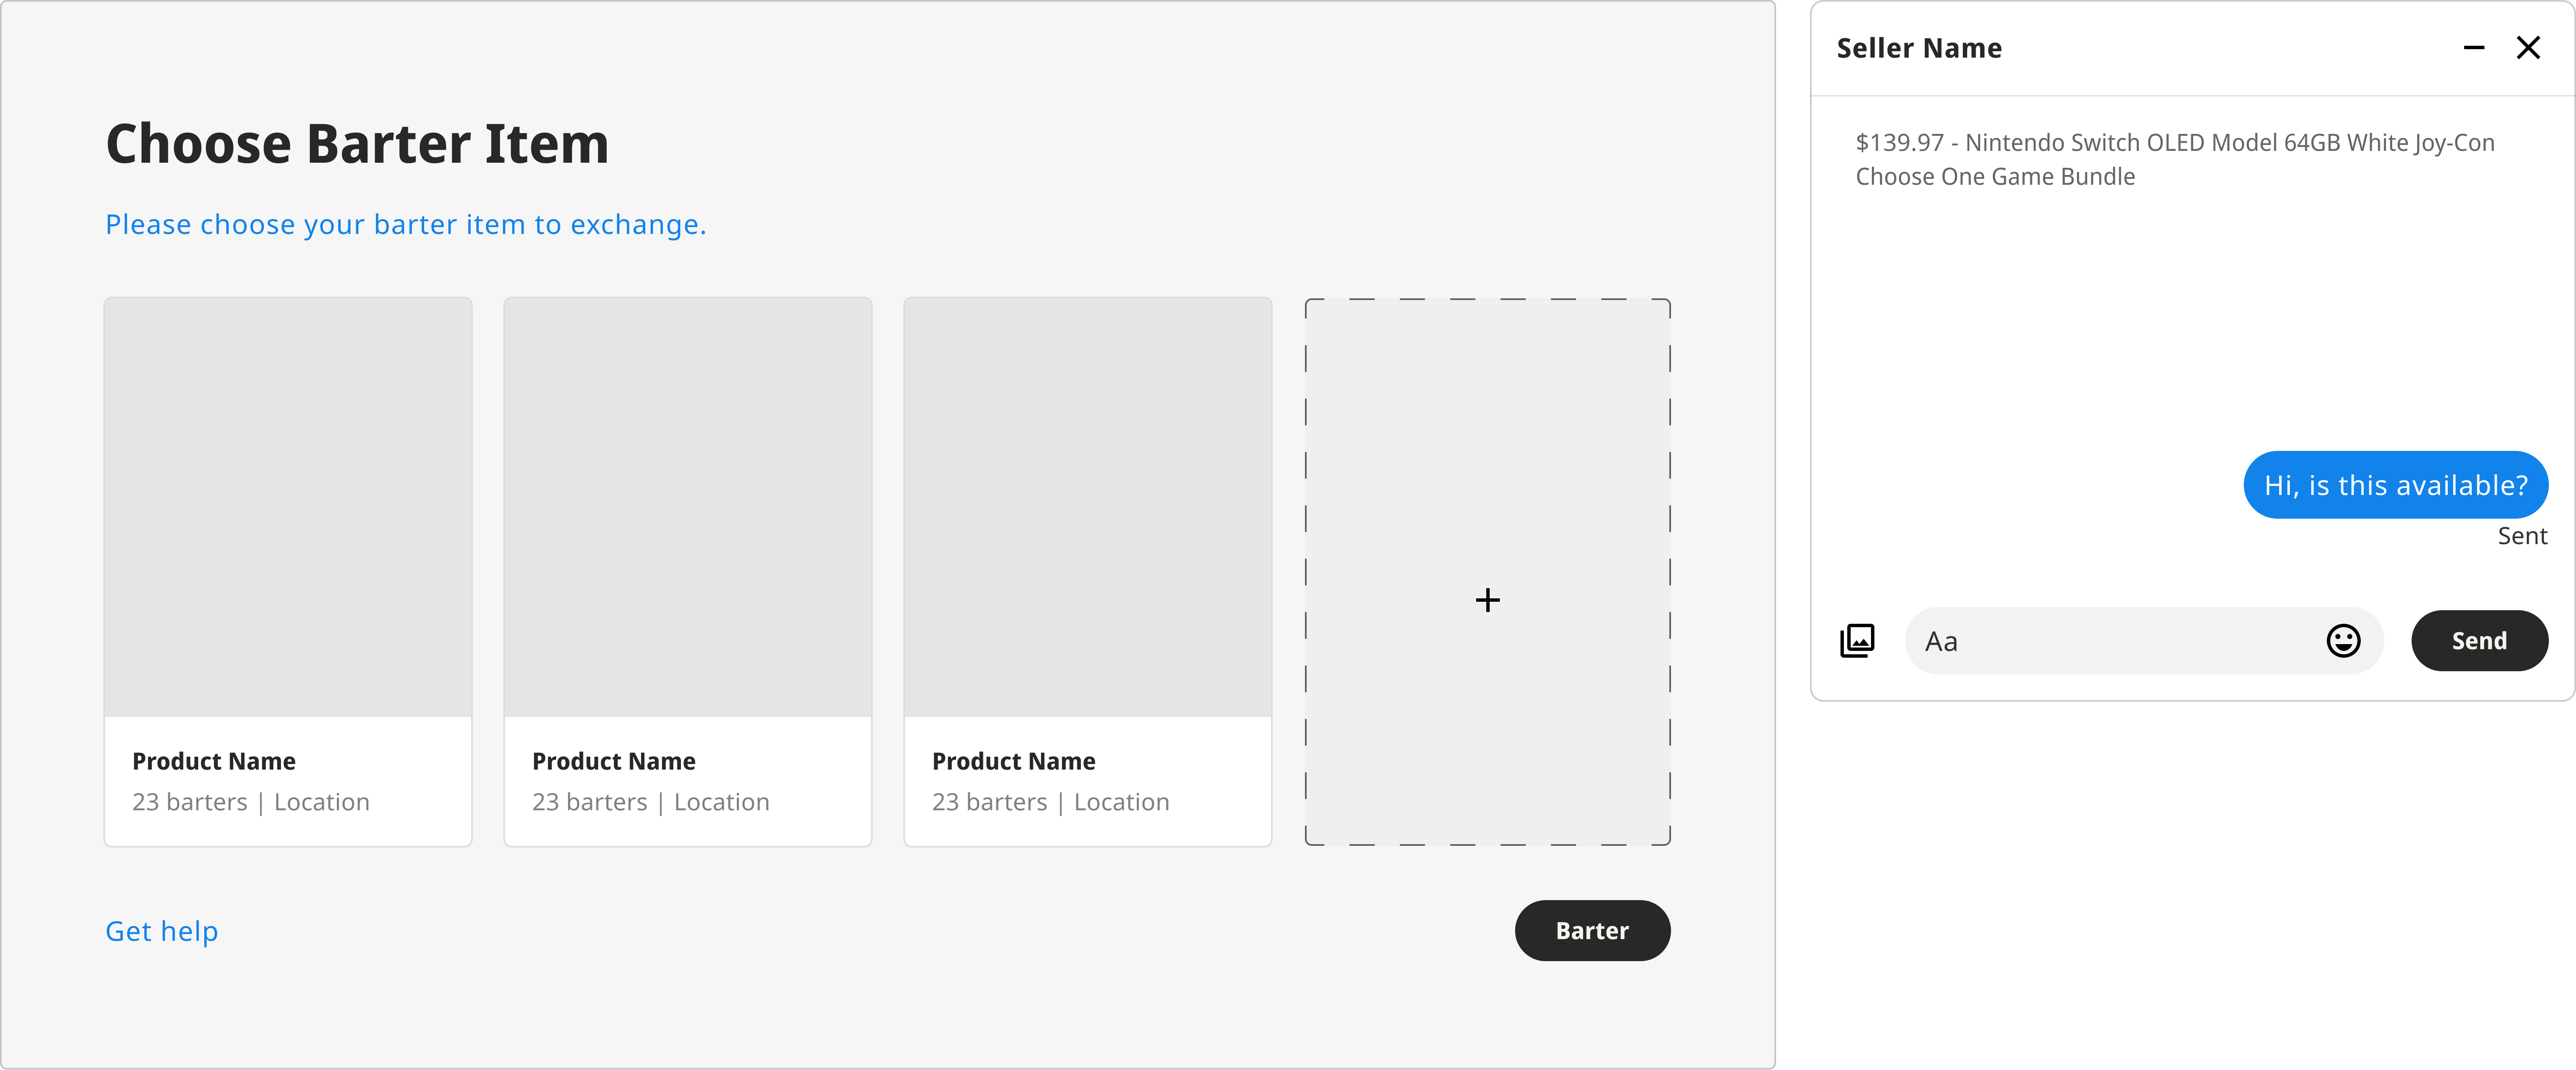 Choose Barter Item
Please choose your barter item to exchange.
Product Name
23 barters | Location
Product Name
23 barters | Location
Product Name
23 barters | Location
Get help
Barter
Seller Name
$139.97 - Nintendo Switch OLED Model 64GB White Joy-Con
Choose One Game Bundle
Hi, is this available?
Sent
Aa
Send